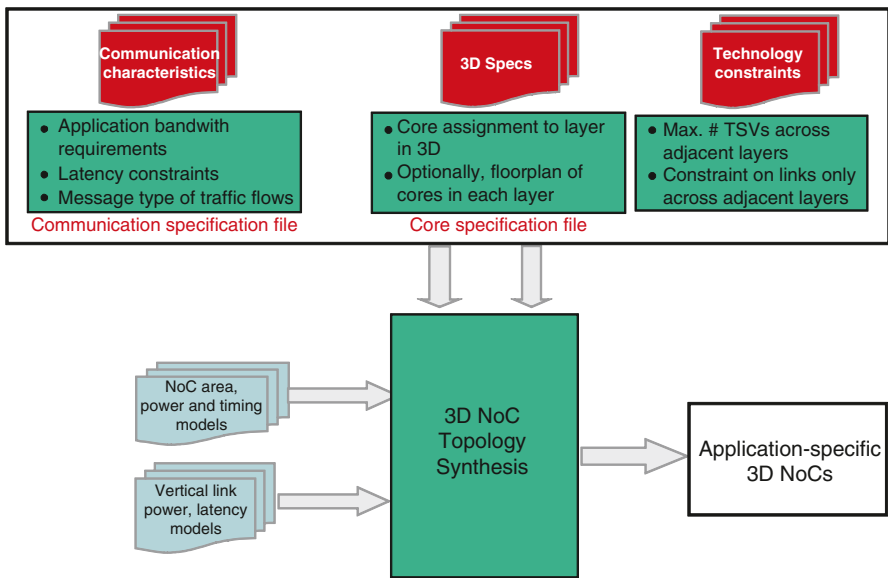 Communication
characteristics
3D Specs
Technology
constraints
● Application bandwith
requirements
● Latency constraints
● Message type of traffic flows
● Core assignment to layer
in 3D
● Optionally, floorplan of
cores in each layer
● Max. # TSVs across
adjacent layers
● Constraint on links only
across adjacent layers
Communication specification file
Core specification file
NoC area,
power and timing
models
3D NoC
Topology
Synthesis
Application-specific
3D NoCs
Vertical link
power, latency
models